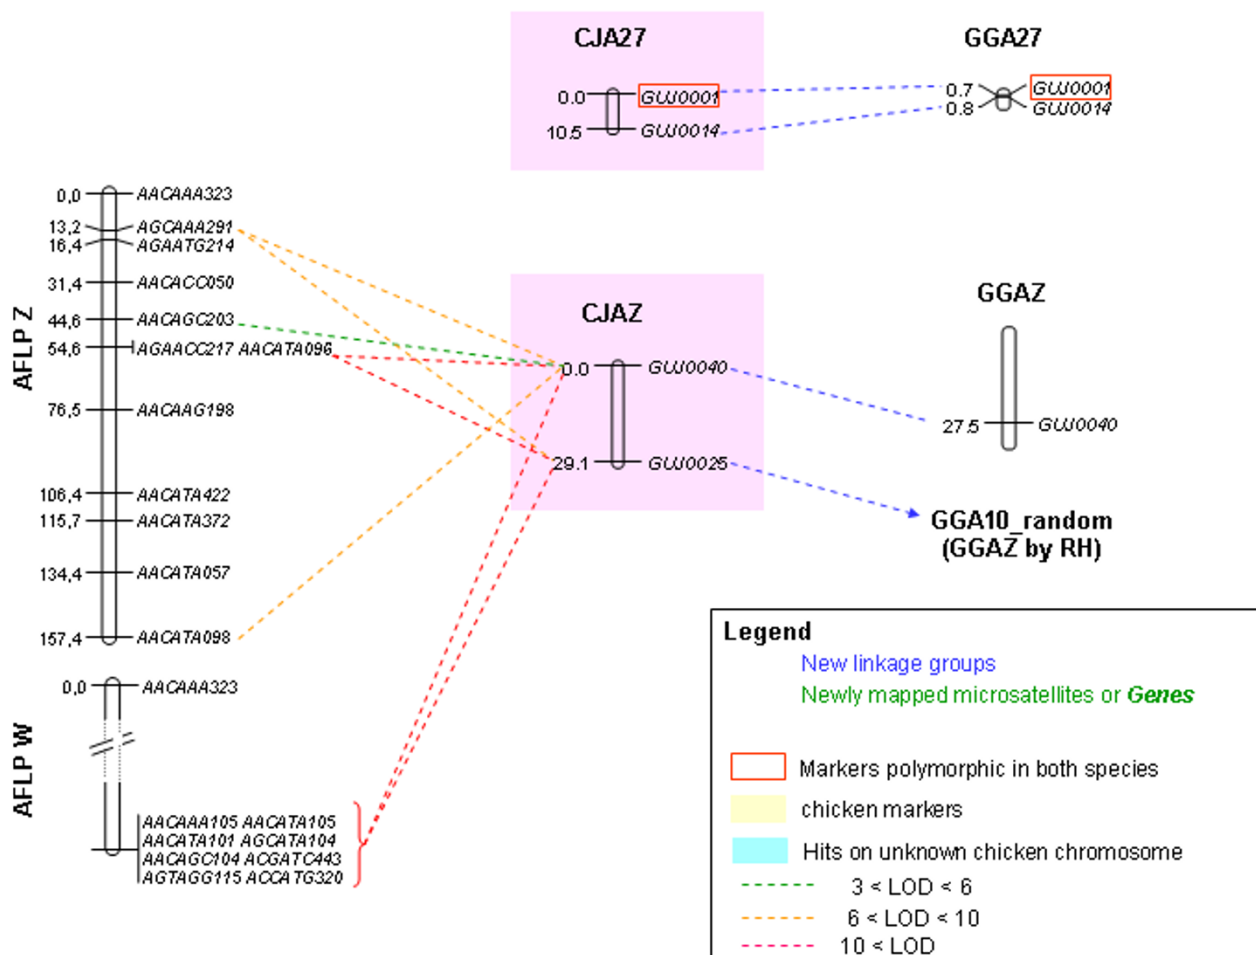 CJA27
GGA27
0.0 GUJ0001
10.5 GUJ0014
0.7 GUJ0001
0.8 GUJ0014
AFLP Z
0,0 AACAAA323
13,2 AGCAAA291
16,4 AGAATG214
31,4 AACACC050
44,6 AACAGC203
54,6 AGAACC217 AACATA096
76,5 AACAAG198
106,4 AACATA422
115,7 AACATA372
134,4 AACATA057
157,4 AACATA098
CJAZ
0.0 GUJ0040
29.1 GUJ0025
GGAZ
27.5 GUJ0040
GGA10_random
(GGAZ by RH)
AFLP W
0,0 AACAAA323
AACAAA105 AACATA105
AACATA101 AGCATA104
AACAGC104 ACGATC443
AGTAGG115 ACCATG320
Legend
New linkage groups
Newly mapped microsatellites or Genes
Markers polymorphic in both species
chicken markers
Hits on unknown chicken chromosome
3 < LOD < 6
6 < LOD < 10
10 < LOD